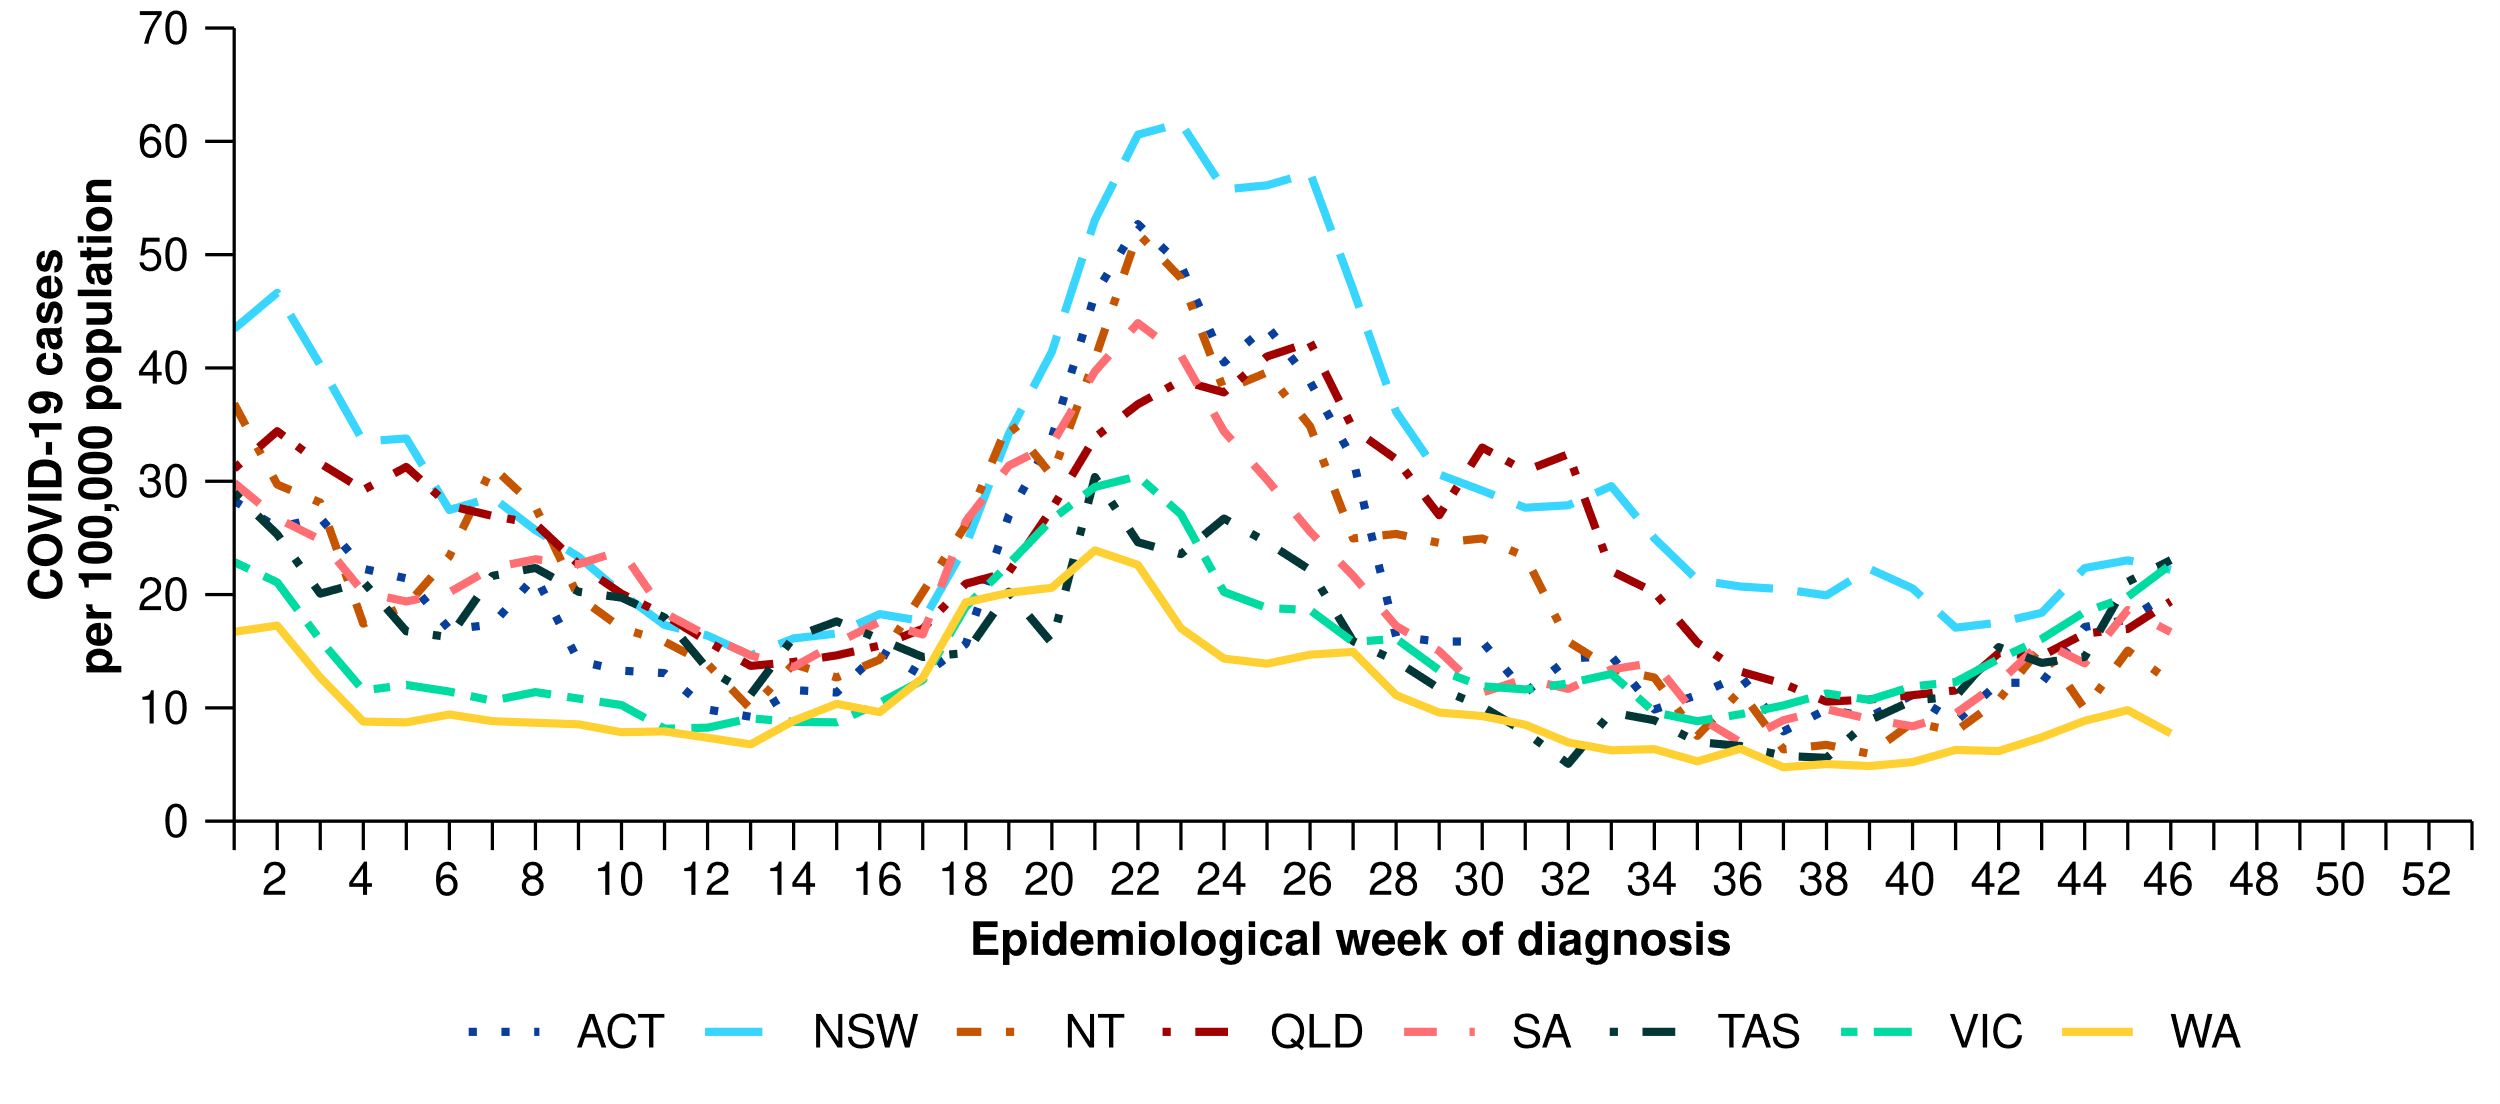 70
60
50
40
30
20
10
0
COVID-19 cases
per 100,000 population
2 4 6 8 10 12 14 16 18 20 22 24 26 28 30 32 34 36 38 40 42 44 46 48 50 52
Epidemiological week of diagnosis
ACT NSW NT QLD SA TAS VIC WA